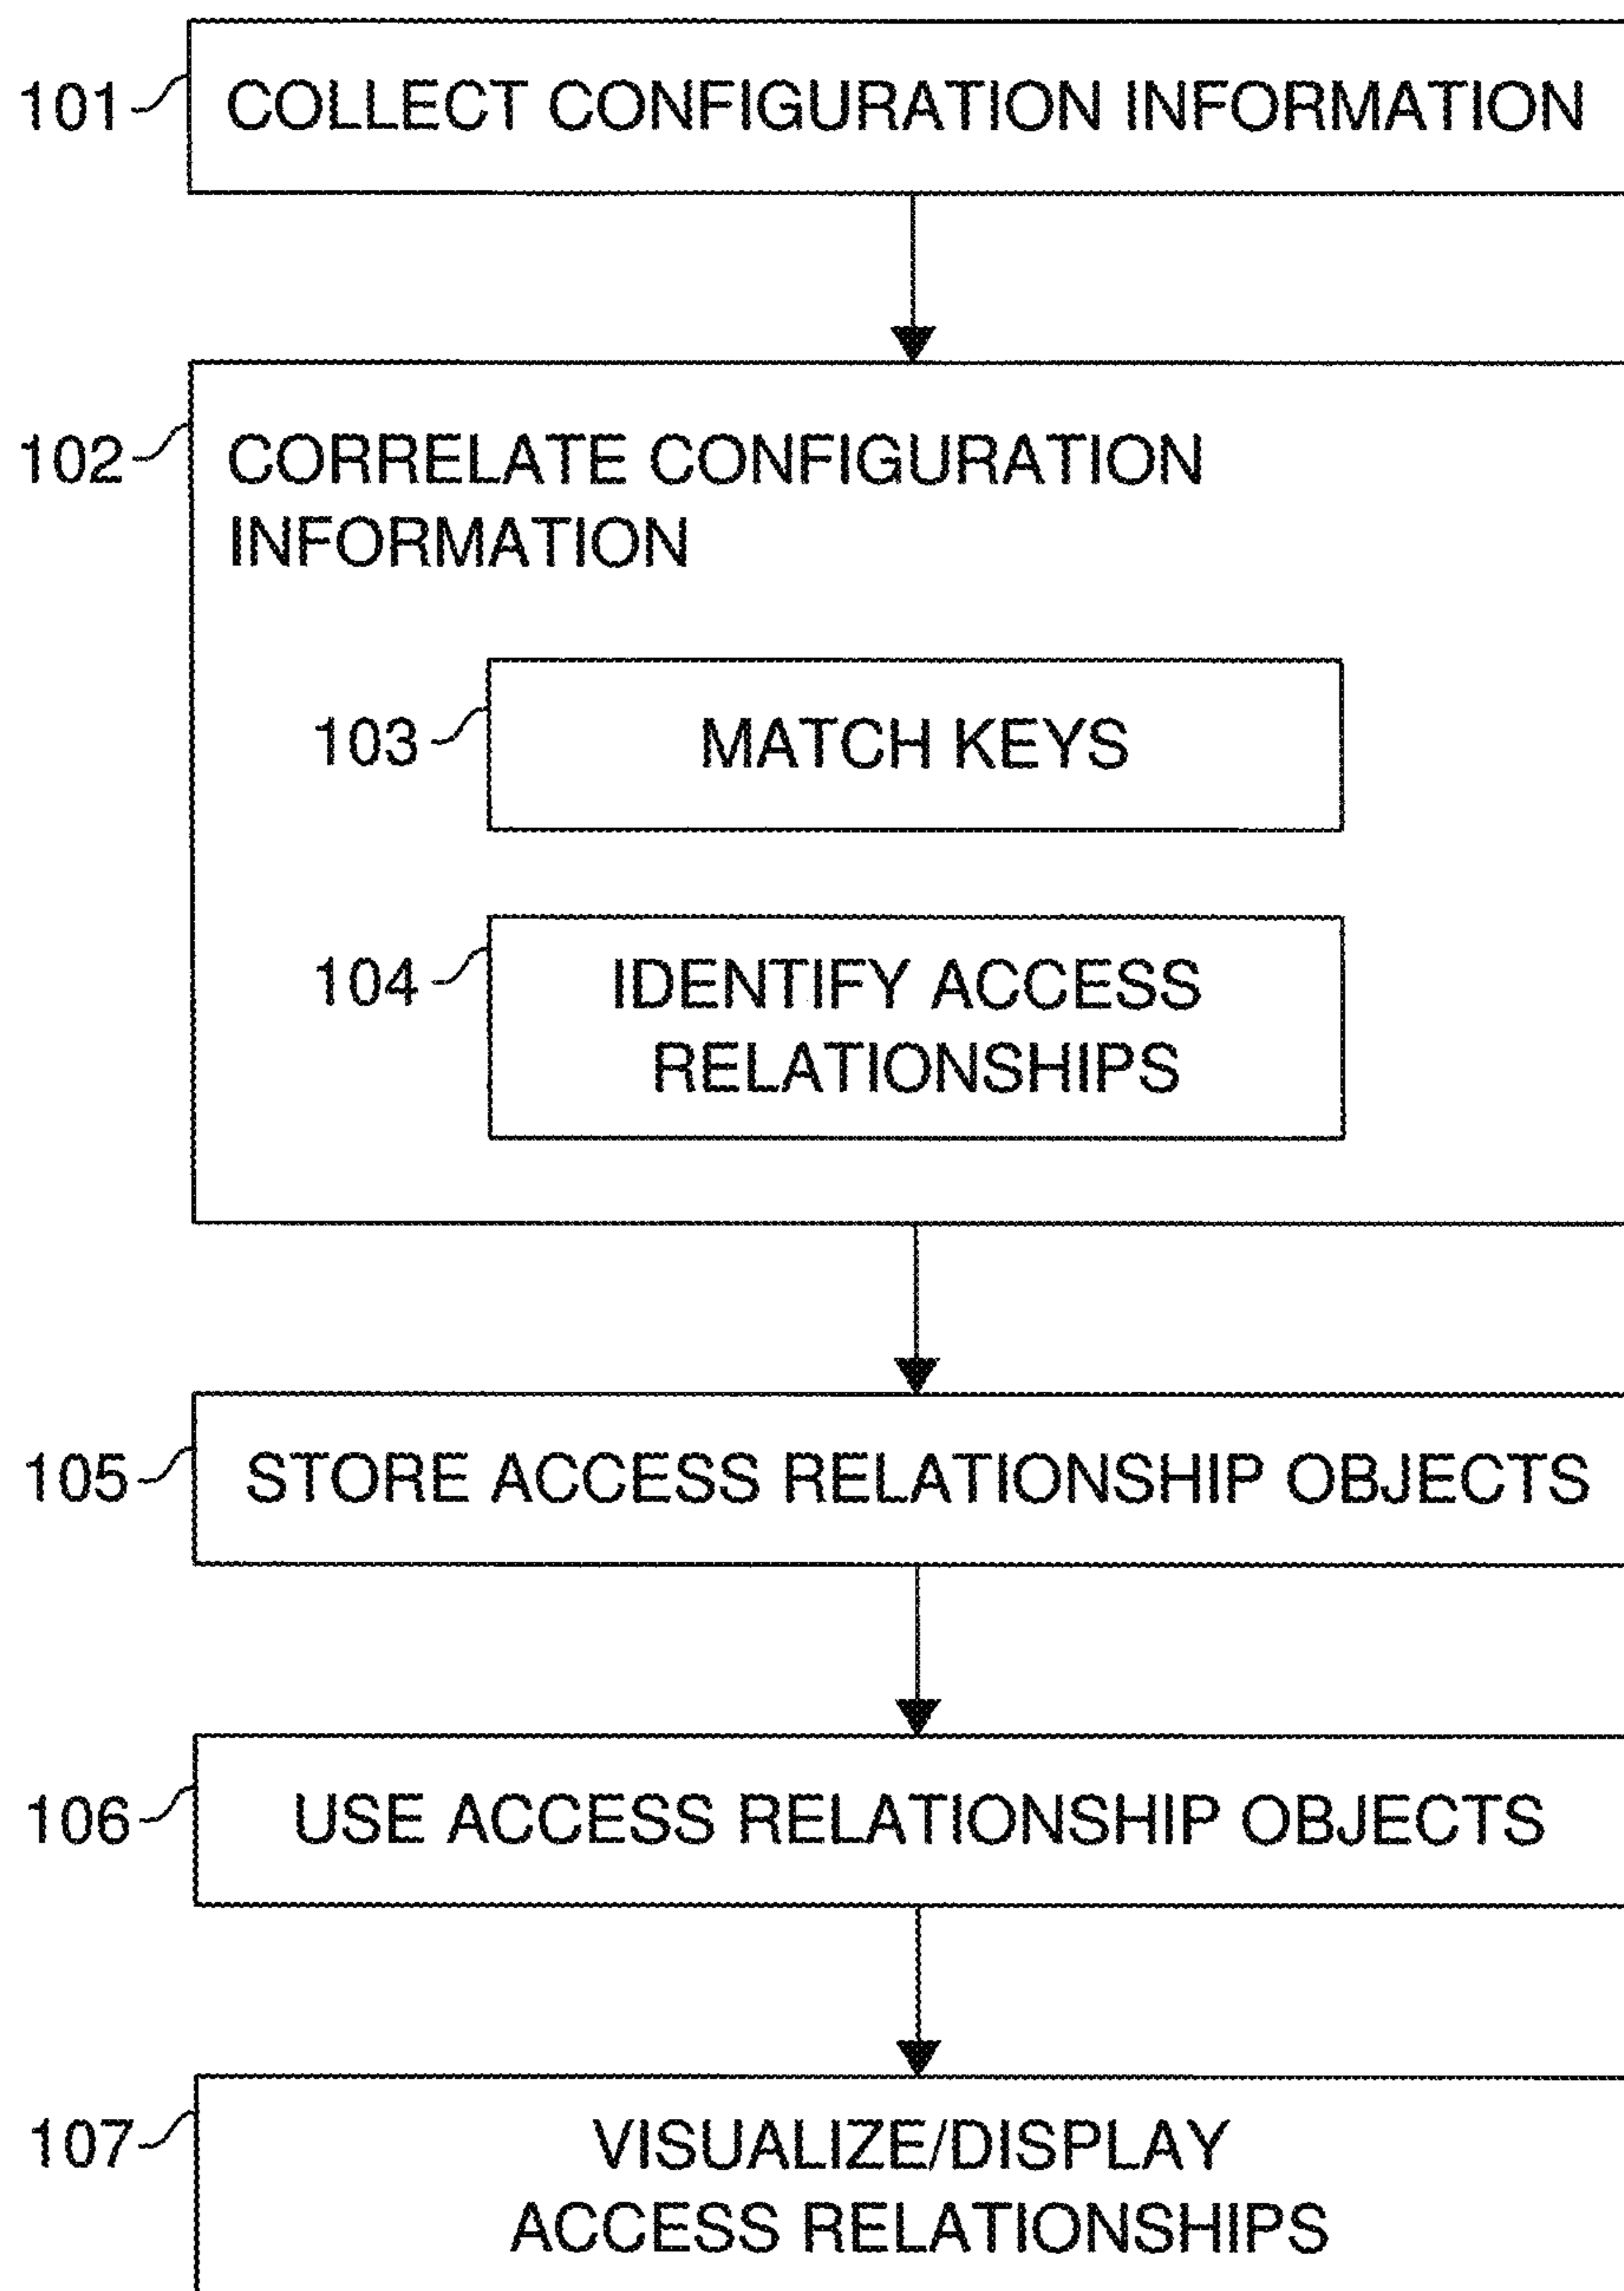 101 COLLECT CONFIGURATION INFORMATION
102 CORRELATE CONFIGURATION
INFORMATION
103 MATCH KEYS
104 IDENTIFY ACCESS
RELATIONSHIPS
105 STORE ACCESS RELATIONSHIP OBJECTS
106 USE ACCESS RELATIONSHIP OBJECTS
107 VISUALIZE/DISPLAY
ACCESS RELATIONSHIPS